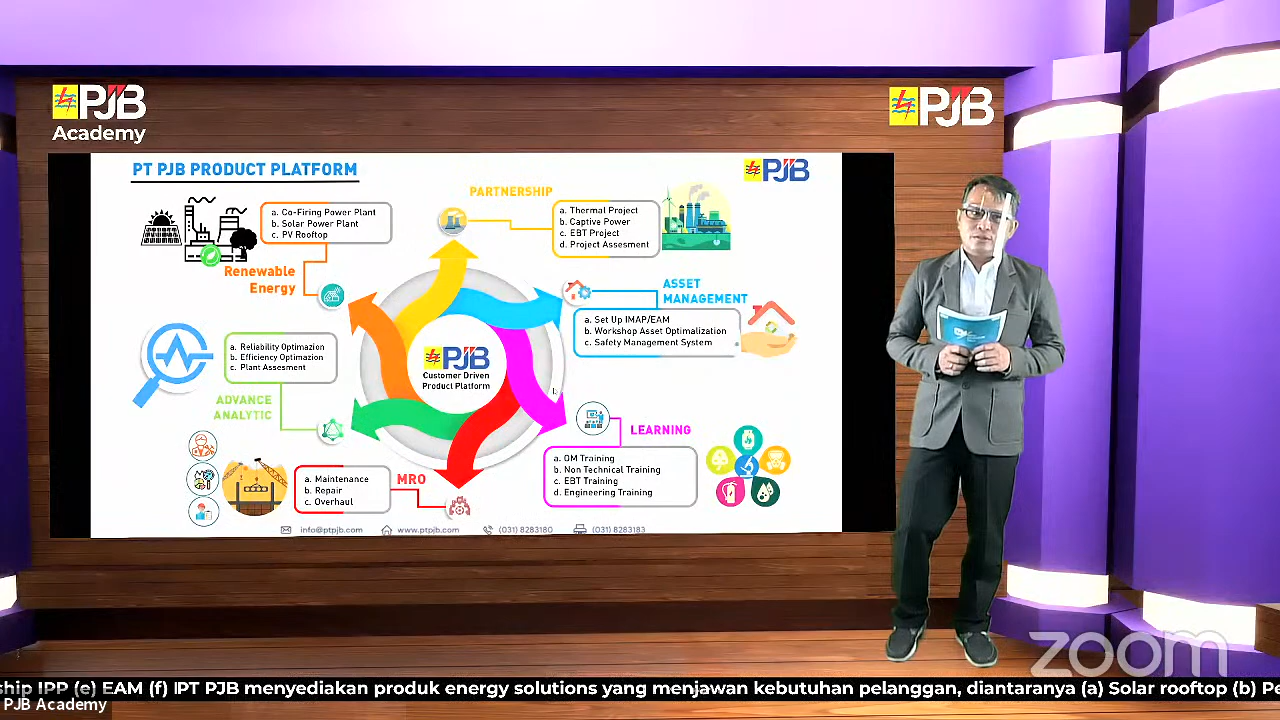 PJB
Academy
PJB
PT PJB PRODUCT PLATFORM
PJB
PARTNERSHIP
a. Thermal Project
b. Captive Power
c. EBT Project
d. Project Assesment
a. Co-Firing Power Plant
b. Solar Power Plant
c. PV Rooftop
Renewable
Energy
ASSET
MANAGEMENT
a. Set Up IMAP/EAM
b. Workshop Asset Optimalization
c. Safety Management System
a. Reliability Optimazion
b. Efficiency Optimazion
c. Plant Assesment
ADVANCE
ANALYTIC
PJB
Customer Driven
Product Platform
LEARNING
a. OM Training
b. Non Technical Training
c. EBT Training
d. Engineering Training
MRO
a. Maintenance
b. Repair
c. Overhaul
info@ptpjb.com
www.ptpjb.com
(031) 8283180
(031) 8283183
zoom
ship IPP (e) EAM (f) IPT PJB menyediakan produk energy solutions yang menjawan kebutuhan pelanggan, diantaranya (a) Solar rooftop (b) Pe
PJB Academy